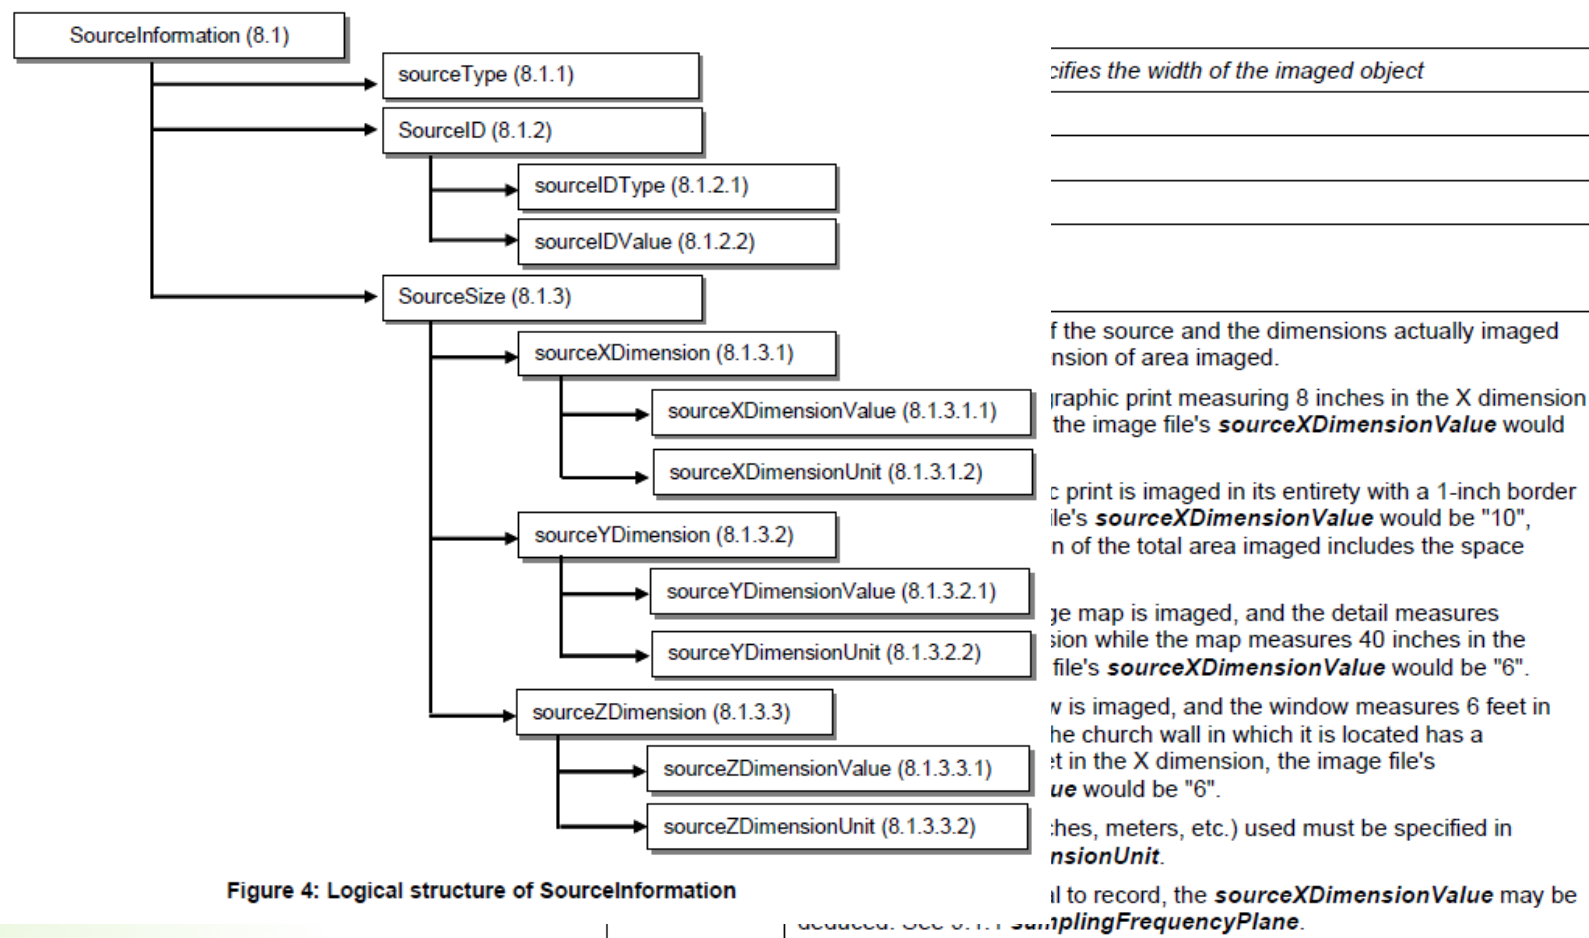 SourceInformation (8.1)
sourceType (8.1.1)
SourceID (8.1.2)
sourceIDType (8.1.2.1)
sourceIDValue (8.1.2.2)
SourceSize (8.1.3)
sourceXDimension (8.1.3.1)
sourceXDimensionValue (8.1.3.1.1)
sourceXDimensionUnit (8.1.3.1.2)
sourceYDimension (8.1.3.2)
sourceYDimensionValue (8.1.3.2.1)
sourceYDimensionUnit (8.1.3.2.2)
sourceZDimension (8.1.3.3)
sourceZDimensionValue (8.1.3.3.1)
sourceZDimensionUnit (8.1.3.3.2)
Figure 4: Logical structure of SourceInformation
cifies the width of the imaged object
f the source and the dimensions actually imaged
nsion of area imaged.
graphic print measuring 8 inches in the X dimension
the image file's sourceXDimensionValue would
c print is imaged in its entirety with a 1-inch border
ile's sourceXDimensionValue would be "10",
n of the total area imaged includes the space
ge map is imaged, and the detail measures
sion while the map measures 40 inches in the
file's sourceXDimensionValue would be "6".
w is imaged, and the window measures 6 feet in
he church wall in which it is located has a
et in the X dimension, the image file's
ue would be "6".
ches, meters, etc.) used must be specified in
nsionUnit.
al to record, the sourceXDimensionValue may be
deduced. See samplingFrequencyPlane.